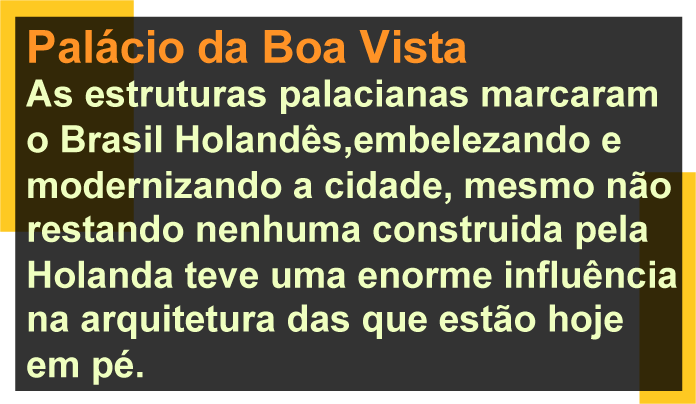 Palácio da Boa Vista
As estruturas palacianas marcaram
o Brasil Holandês,embelezando e
modernizando a cidade, mesmo não
restando nenhuma construida pela
Holanda teve uma enorme influência
na arquitetura das que estão hoje
em pé.